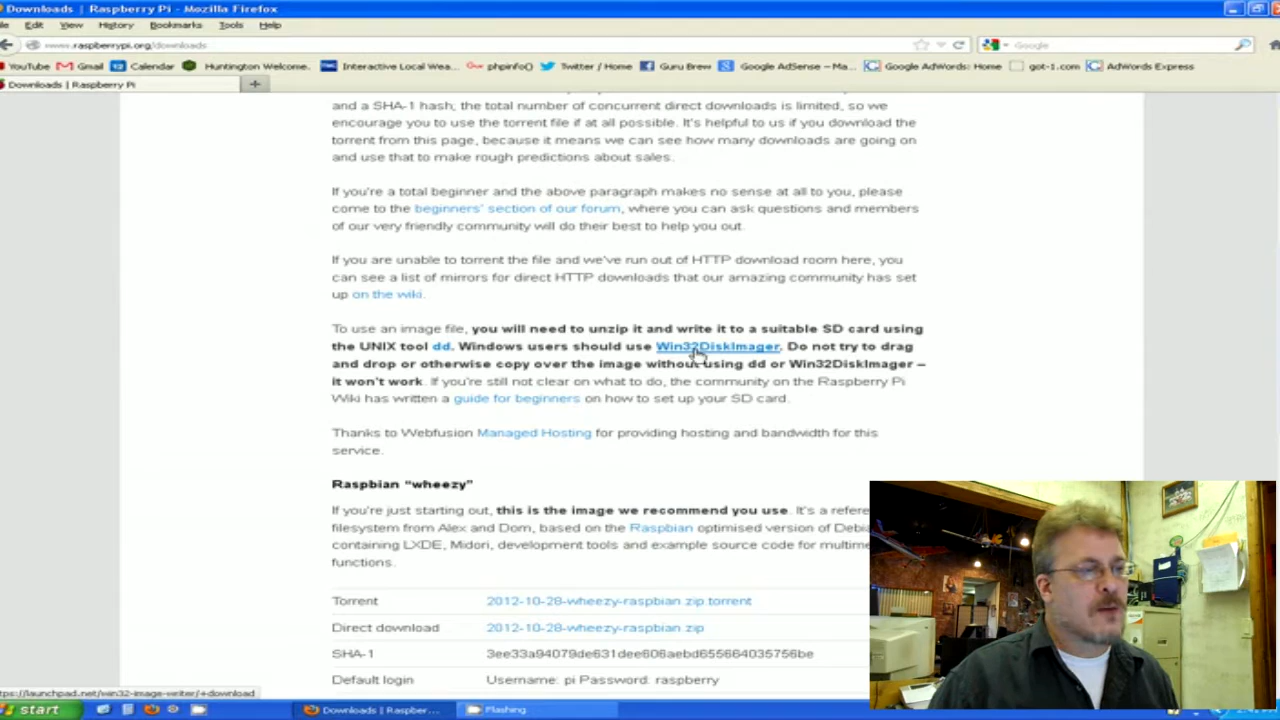 Downloads | Raspberry Pi - Mozilla Firefox
Edit View History Bookmarks Tools Help
www.raspberrypi.org/downloads
Google
YouTube Gmail Calendar Huntington Welcome. Interactive Local Wea... phpinfo() Twitter / Home Guru Brew Google AdSense – Ma... Google AdWords: Home got-1.com AdWords Express
Downloads | Raspberry Pi
and a SHA-1 hash; the total number of concurrent direct downloads is limited, so we
encourage you to use the torrent file if at all possible. It's helpful to us if you download the
torrent from this page, because it means we can see how many downloads are going on
and use that to make rough predictions about sales.
If you're a total beginner and the above paragraph makes no sense at all to you, please
come to the beginners' section of our forum, where you can ask questions and members
of our very friendly community will do their best to help you out.
If you are unable to torrent the file and we've run out of HTTP download room here, you
can see a list of mirrors for direct HTTP downloads that our amazing community has set
up on the wiki.
To use an image file, you will need to unzip it and write it to a suitable SD card using
the UNIX tool dd. Windows users should use Win32DiskImager. Do not try to drag
and drop or otherwise copy over the image without using dd or Win32DiskImager –
it won't work. If you're still not clear on what to do, the community on the Raspberry Pi
Wiki has written a guide for beginners on how to set up your SD card.
Thanks to Webfusion Managed Hosting for providing hosting and bandwidth for this
service.
Raspbian “wheezy”
If you're just starting out, this is the image we recommend you use. It's a refere
filesystem from Alex and Dom, based on the Raspbian optimised version of Debia
containing LXDE, Midori, development tools and example source code for multime
functions.
Torrent 2012-10-28-wheezy-raspbian.zip.torrent
Direct download 2012-10-28-wheezy-raspbian.zip
SHA-1 3ee33a94079de631dee606aebd655664035756be
Default login Username: pi Password: raspberry
ps://launchpad.net/win32-image-writer/+download
start Downloads | Raspber... Flashing